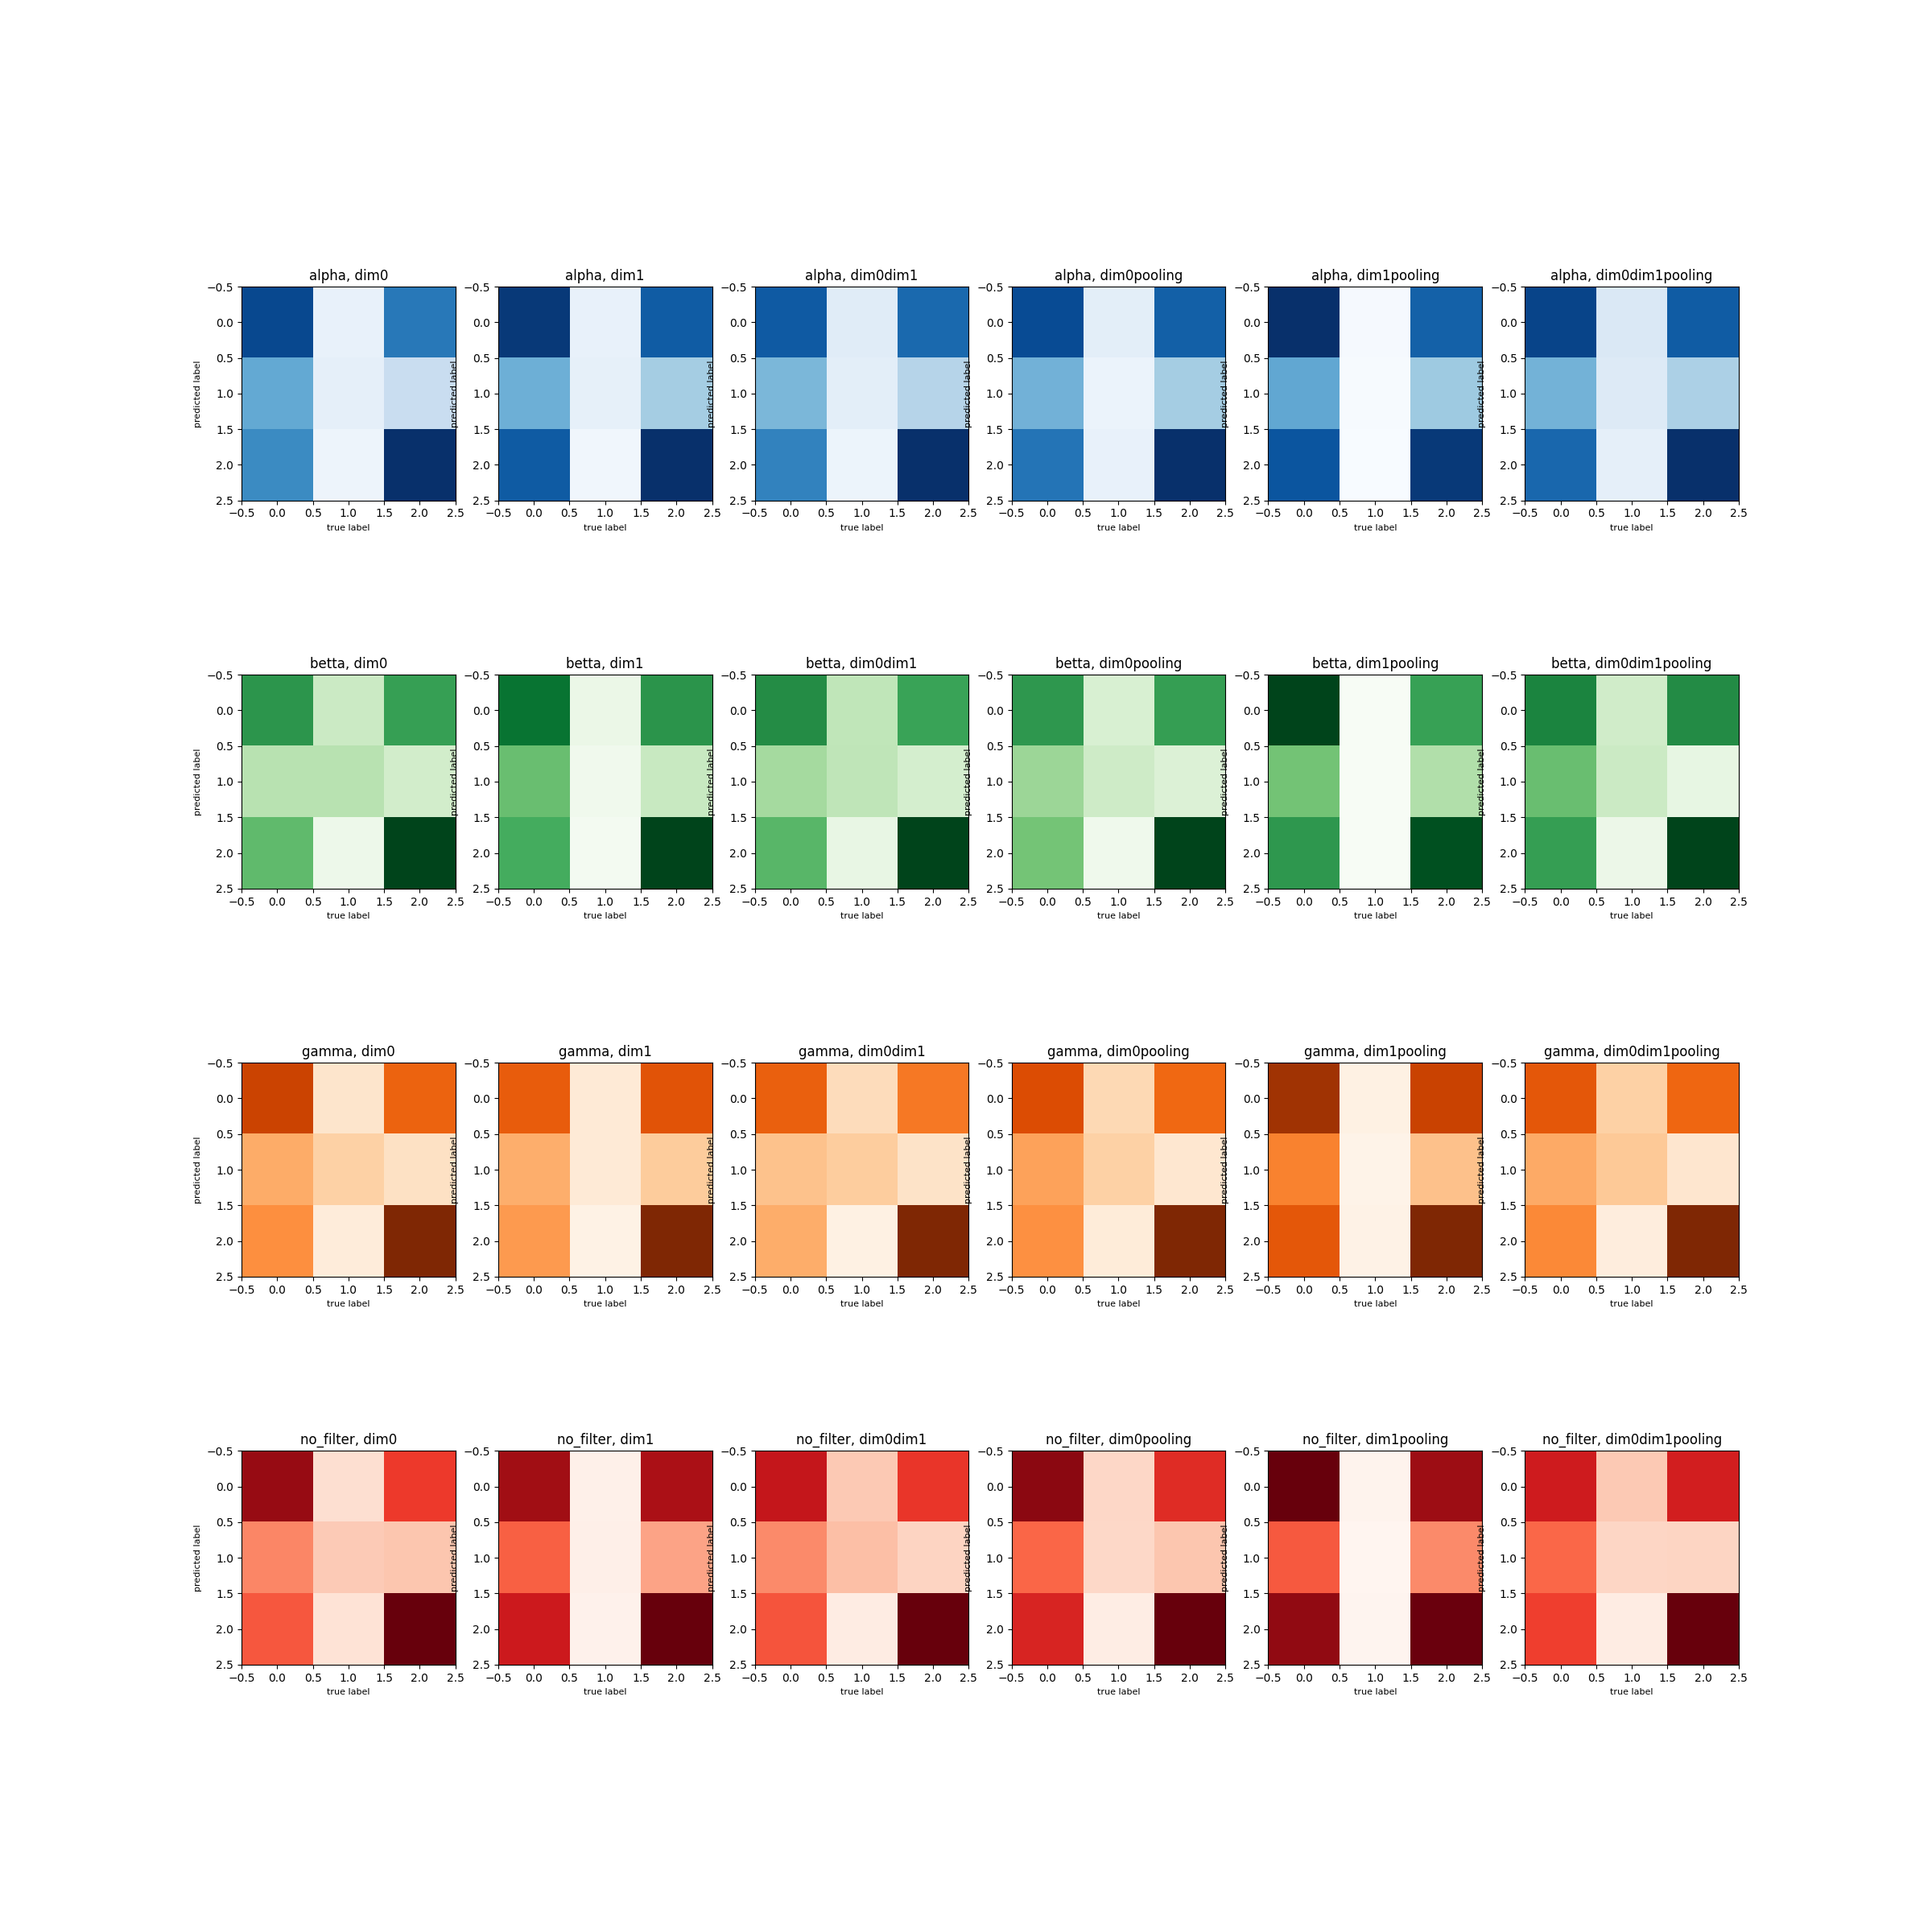 alpha, dim0 alpha, dim1 alpha, dim0dim1 alpha, dim0pooling alpha, dim1pooling alpha, dim0dim1pooling
−0.5 −0.5 −0.5 −0.5 −0.5 −0.5
0.0 0.0 0.0 0.0 0.0 0.0
0.5 0.5 0.5 0.5 0.5 0.5
predicted label predicted label predicted label predicted label predicted label predicted label
1.0 1.0 1.0 1.0 1.0 1.0
1.5 1.5 1.5 1.5 1.5 1.5
2.0 2.0 2.0 2.0 2.0 2.0
2.5 2.5 2.5 2.5 2.5 2.5
−0.5 0.0 0.5 1.0 1.5 2.0 2.5 −0.5 0.0 0.5 1.0 1.5 2.0 2.5 −0.5 0.0 0.5 1.0 1.5 2.0 2.5 −0.5 0.0 0.5 1.0 1.5 2.0 2.5 −0.5 0.0 0.5 1.0 1.5 2.0 2.5 −0.5 0.0 0.5 1.0 1.5 2.0 2.5
true label true label true label true label true label true label
betta, dim0 betta, dim1 betta, dim0dim1 betta, dim0pooling betta, dim1pooling betta, dim0dim1pooling
−0.5 −0.5 −0.5 −0.5 −0.5 −0.5
0.0 0.0 0.0 0.0 0.0 0.0
0.5 0.5 0.5 0.5 0.5 0.5
predicted label predicted label predicted label predicted label predicted label predicted label
1.0 1.0 1.0 1.0 1.0 1.0
1.5 1.5 1.5 1.5 1.5 1.5
2.0 2.0 2.0 2.0 2.0 2.0
2.5 2.5 2.5 2.5 2.5 2.5
−0.5 0.0 0.5 1.0 1.5 2.0 2.5 −0.5 0.0 0.5 1.0 1.5 2.0 2.5 −0.5 0.0 0.5 1.0 1.5 2.0 2.5 −0.5 0.0 0.5 1.0 1.5 2.0 2.5 −0.5 0.0 0.5 1.0 1.5 2.0 2.5 −0.5 0.0 0.5 1.0 1.5 2.0 2.5
true label true label true label true label true label true label
gamma, dim0 gamma, dim1 gamma, dim0dim1 gamma, dim0pooling gamma, dim1pooling gamma, dim0dim1pooling
−0.5 −0.5 −0.5 −0.5 −0.5 −0.5
0.0 0.0 0.0 0.0 0.0 0.0
0.5 0.5 0.5 0.5 0.5 0.5
predicted label predicted label predicted label predicted label predicted label predicted label
1.0 1.0 1.0 1.0 1.0 1.0
1.5 1.5 1.5 1.5 1.5 1.5
2.0 2.0 2.0 2.0 2.0 2.0
2.5 2.5 2.5 2.5 2.5 2.5
−0.5 0.0 0.5 1.0 1.5 2.0 2.5 −0.5 0.0 0.5 1.0 1.5 2.0 2.5 −0.5 0.0 0.5 1.0 1.5 2.0 2.5 −0.5 0.0 0.5 1.0 1.5 2.0 2.5 −0.5 0.0 0.5 1.0 1.5 2.0 2.5 −0.5 0.0 0.5 1.0 1.5 2.0 2.5
true label true label true label true label true label true label
no_filter, dim0 no_filter, dim1 no_filter, dim0dim1 no_filter, dim0pooling no_filter, dim1pooling no_filter, dim0dim1pooling
−0.5 −0.5 −0.5 −0.5 −0.5 −0.5
0.0 0.0 0.0 0.0 0.0 0.0
0.5 0.5 0.5 0.5 0.5 0.5
predicted label predicted label predicted label predicted label predicted label predicted label
1.0 1.0 1.0 1.0 1.0 1.0
1.5 1.5 1.5 1.5 1.5 1.5
2.0 2.0 2.0 2.0 2.0 2.0
2.5 2.5 2.5 2.5 2.5 2.5
−0.5 0.0 0.5 1.0 1.5 2.0 2.5 −0.5 0.0 0.5 1.0 1.5 2.0 2.5 −0.5 0.0 0.5 1.0 1.5 2.0 2.5 −0.5 0.0 0.5 1.0 1.5 2.0 2.5 −0.5 0.0 0.5 1.0 1.5 2.0 2.5 −0.5 0.0 0.5 1.0 1.5 2.0 2.5
true label true label true label true label true label true label